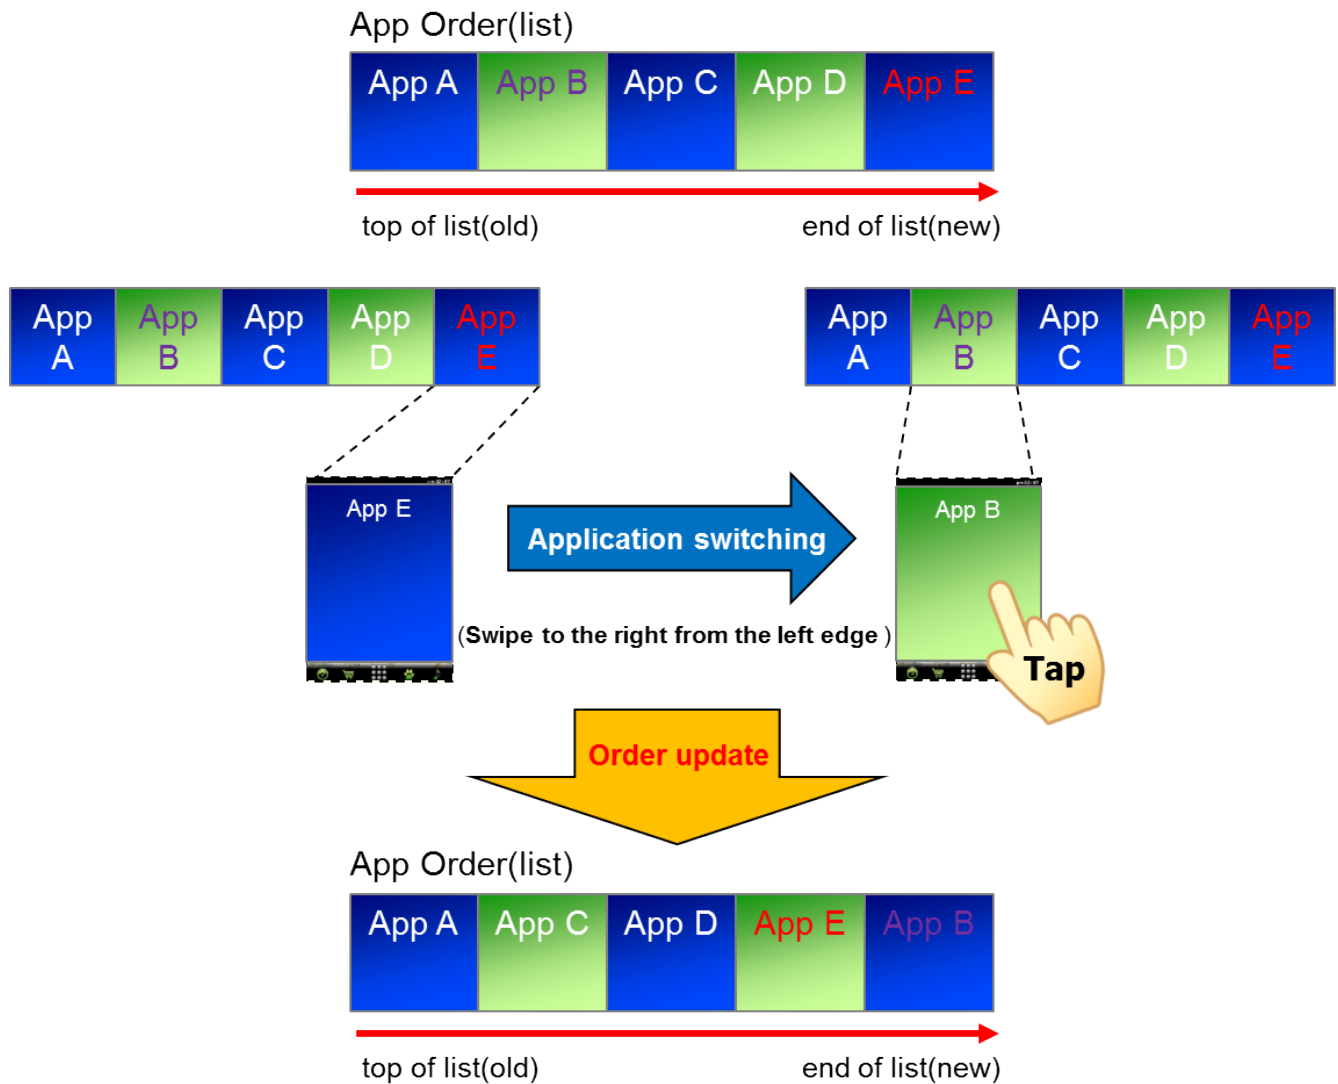 App Order(list)
App A App B App C App D App E
top of list(old) end of list(new)
App A App B App C App D App E
App A App B App C App D App E
App E
App B
Application switching
(Swipe to the right from the left edge )
Tap
Order update
App Order(list)
App A App C App D App E App B
top of list(old) end of list(new)